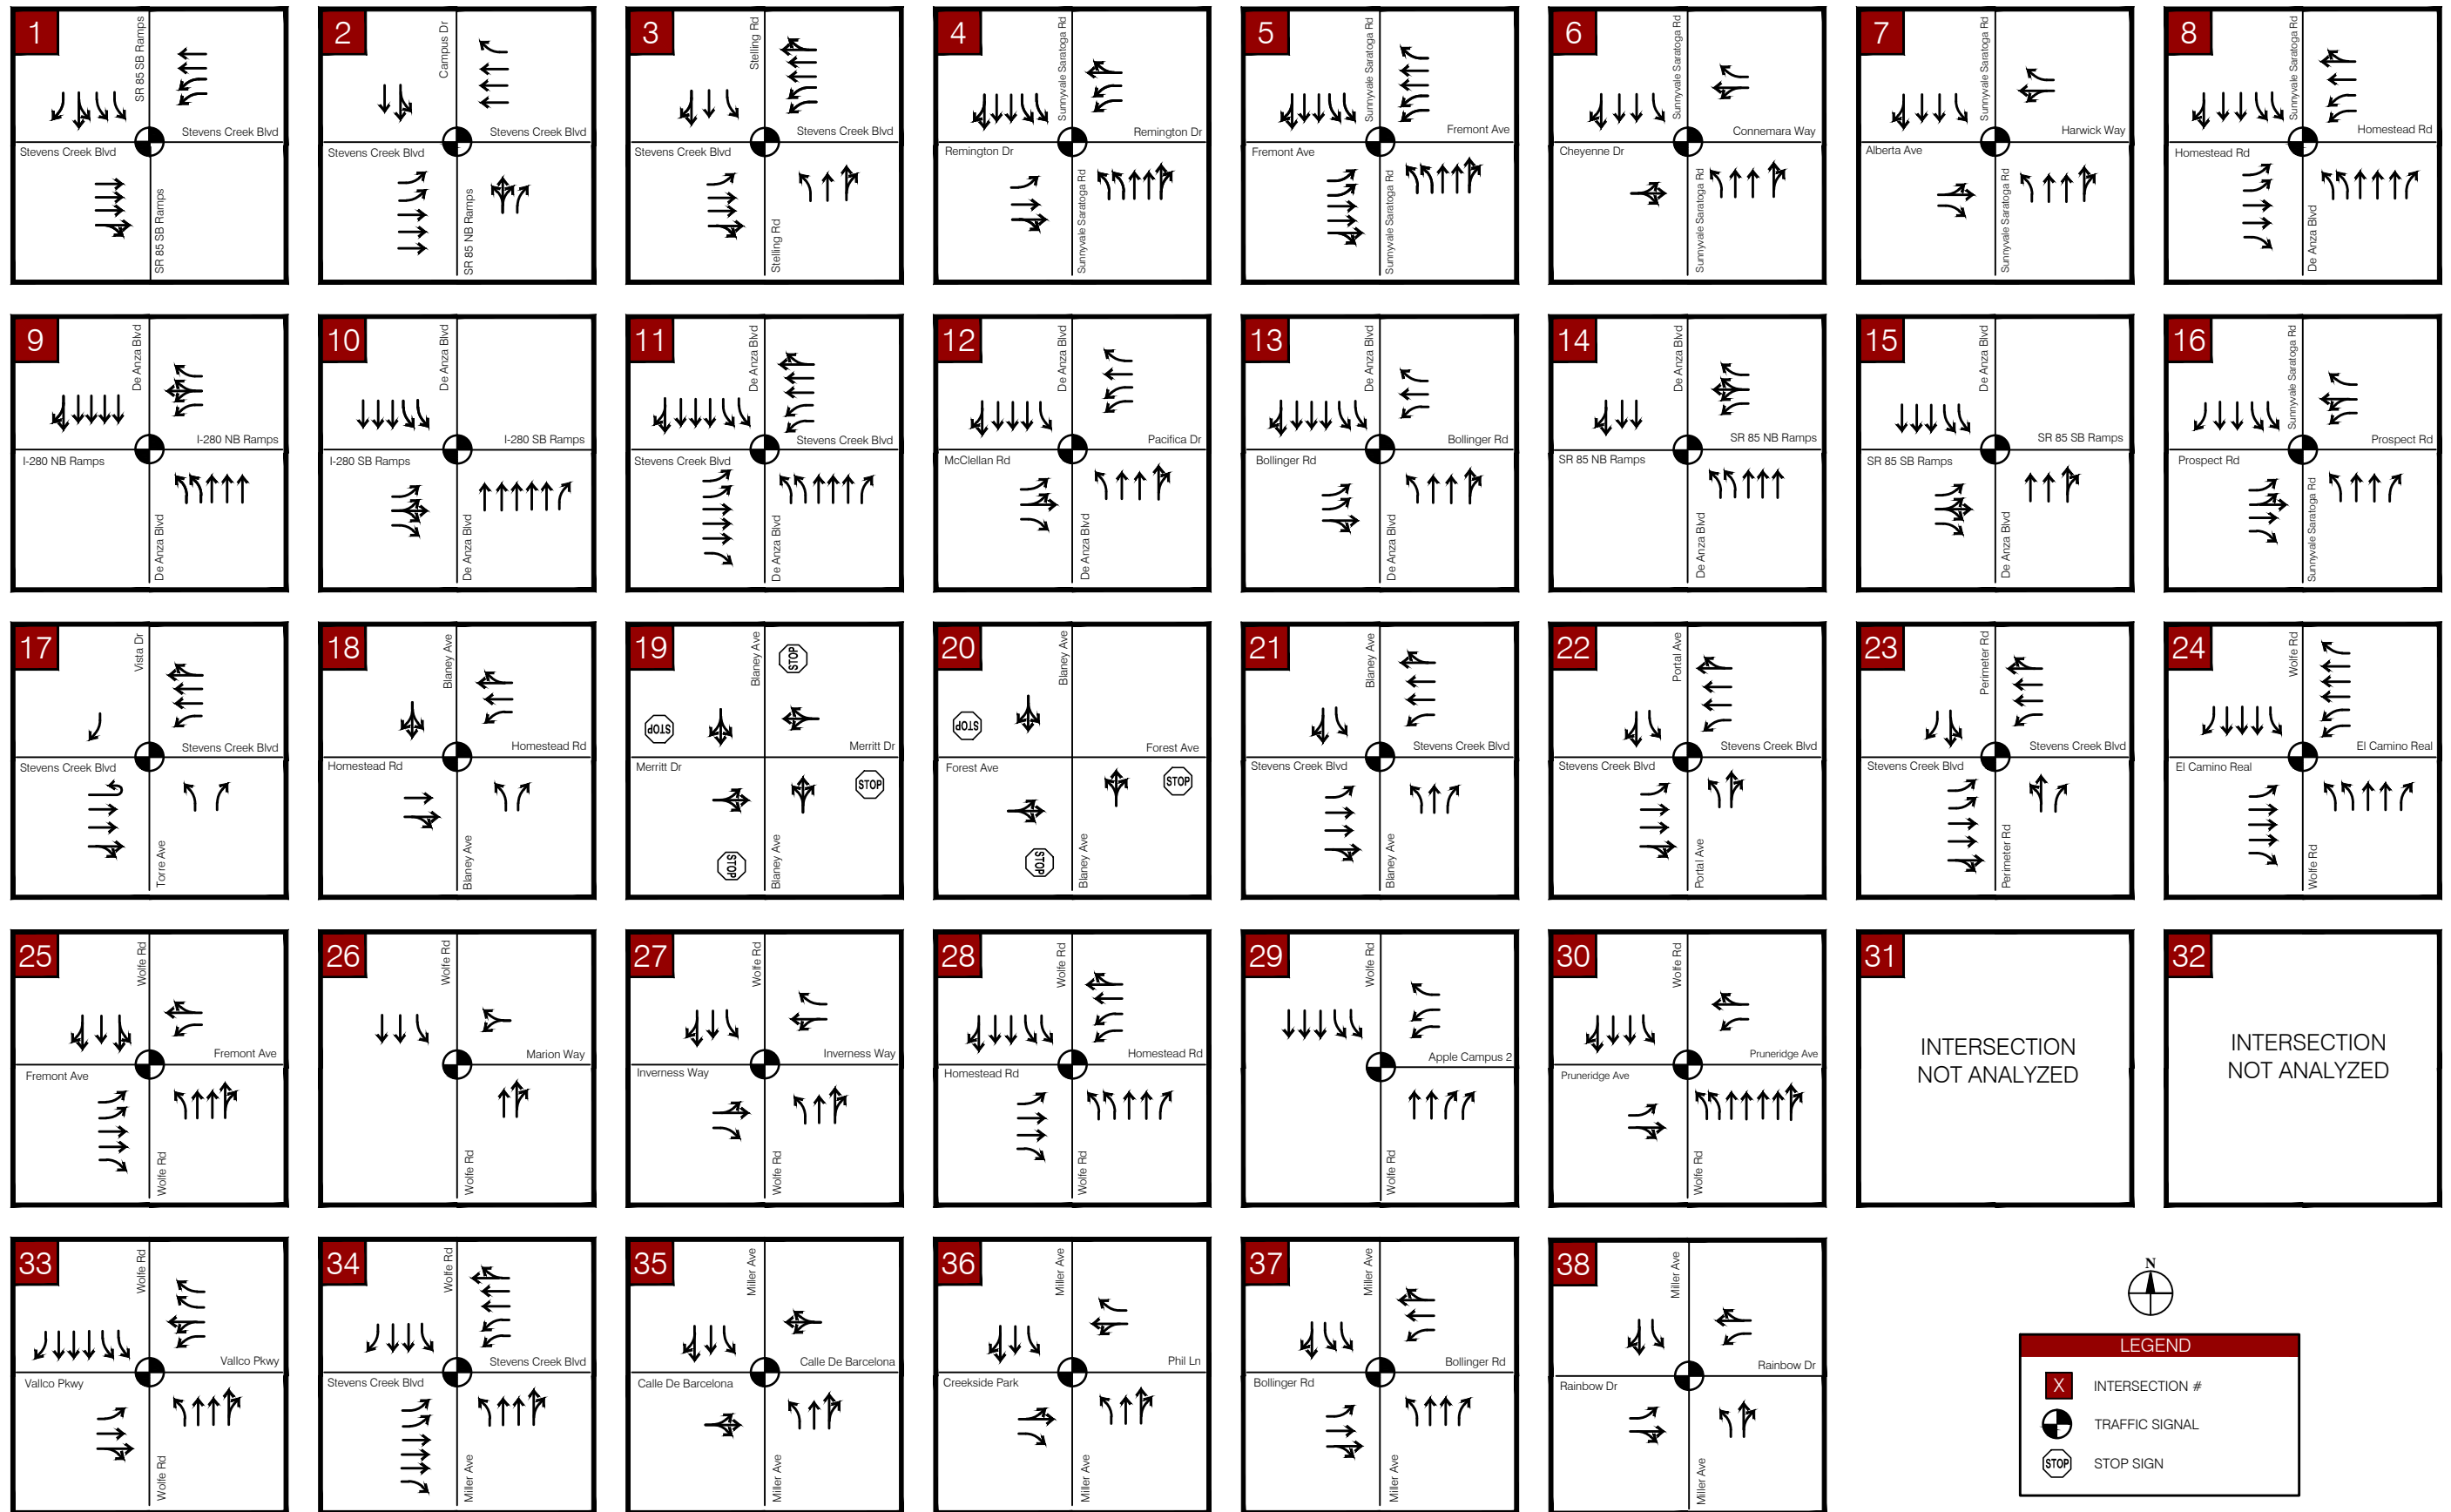 1
SR 85 SB Ramps
Stevens Creek Blvd
Stevens Creek Blvd
SR 85 SB Ramps
2
Campus Dr
Stevens Creek Blvd
Stevens Creek Blvd
SR 85 NB Ramps
3
Stelling Rd
Stevens Creek Blvd
Stevens Creek Blvd
Stelling Rd
4
Sunnyvale Saratoga Rd
Remington Dr
Remington Dr
Sunnyvale Saratoga Rd
5
Sunnyvale Saratoga Rd
Fremont Ave
Fremont Ave
Sunnyvale Saratoga Rd
6
Sunnyvale Saratoga Rd
Connemara Way
Cheyenne Dr
Sunnyvale Saratoga Rd
7
Sunnyvale Saratoga Rd
Harwick Way
Alberta Ave
Sunnyvale Saratoga Rd
8
Sunnyvale Saratoga Rd
Homestead Rd
Homestead Rd
De Anza Blvd
9
De Anza Blvd
I-280 NB Ramps
I-280 NB Ramps
De Anza Blvd
10
De Anza Blvd
I-280 SB Ramps
I-280 SB Ramps
De Anza Blvd
11
De Anza Blvd
Stevens Creek Blvd
Stevens Creek Blvd
De Anza Blvd
12
De Anza Blvd
Pacifica Dr
McClellan Rd
De Anza Blvd
13
De Anza Blvd
Bollinger Rd
Bollinger Rd
De Anza Blvd
14
De Anza Blvd
SR 85 NB Ramps
SR 85 NB Ramps
De Anza Blvd
15
De Anza Blvd
SR 85 SB Ramps
SR 85 SB Ramps
De Anza Blvd
16
Sunnyvale Saratoga Rd
Prospect Rd
Prospect Rd
Sunnyvale Saratoga Rd
17
Vista Dr
Stevens Creek Blvd
Stevens Creek Blvd
Torre Ave
18
Blaney Ave
Homestead Rd
Homestead Rd
Blaney Ave
19
Blaney Ave
STOP
STOP
Merritt Dr
Merritt Dr
STOP
STOP
Blaney Ave
20
Blaney Ave
STOP
Forest Ave
Forest Ave
STOP
STOP
Blaney Ave
21
Blaney Ave
Stevens Creek Blvd
Stevens Creek Blvd
Blaney Ave
22
Portal Ave
Stevens Creek Blvd
Stevens Creek Blvd
Portal Ave
23
Perimeter Rd
Stevens Creek Blvd
Stevens Creek Blvd
Perimeter Rd
24
Wolfe Rd
El Camino Real
El Camino Real
Wolfe Rd
25
Wolfe Rd
Fremont Ave
Fremont Ave
Wolfe Rd
26
Wolfe Rd
Marion Way
Wolfe Rd
27
Wolfe Rd
Inverness Way
Inverness Way
Wolfe Rd
28
Wolfe Rd
Homestead Rd
Homestead Rd
Wolfe Rd
29
Wolfe Rd
Apple Campus 2
Wolfe Rd
30
Wolfe Rd
Pruneridge Ave
Pruneridge Ave
Wolfe Rd
31
INTERSECTION
NOT ANALYZED
32
INTERSECTION
NOT ANALYZED
33
Wolfe Rd
Vallco Pkwy
Vallco Pkwy
Wolfe Rd
34
Wolfe Rd
Stevens Creek Blvd
Stevens Creek Blvd
Miller Ave
35
Miller Ave
Calle De Barcelona
Calle De Barcelona
Miller Ave
36
Miller Ave
Phil Ln
Creekside Park
Miller Ave
37
Miller Ave
Bollinger Rd
Bollinger Rd
Miller Ave
38
Miller Ave
Rainbow Dr
Rainbow Dr
Miller Ave
N
LEGEND
X INTERSECTION #
TRAFFIC SIGNAL
STOP STOP SIGN